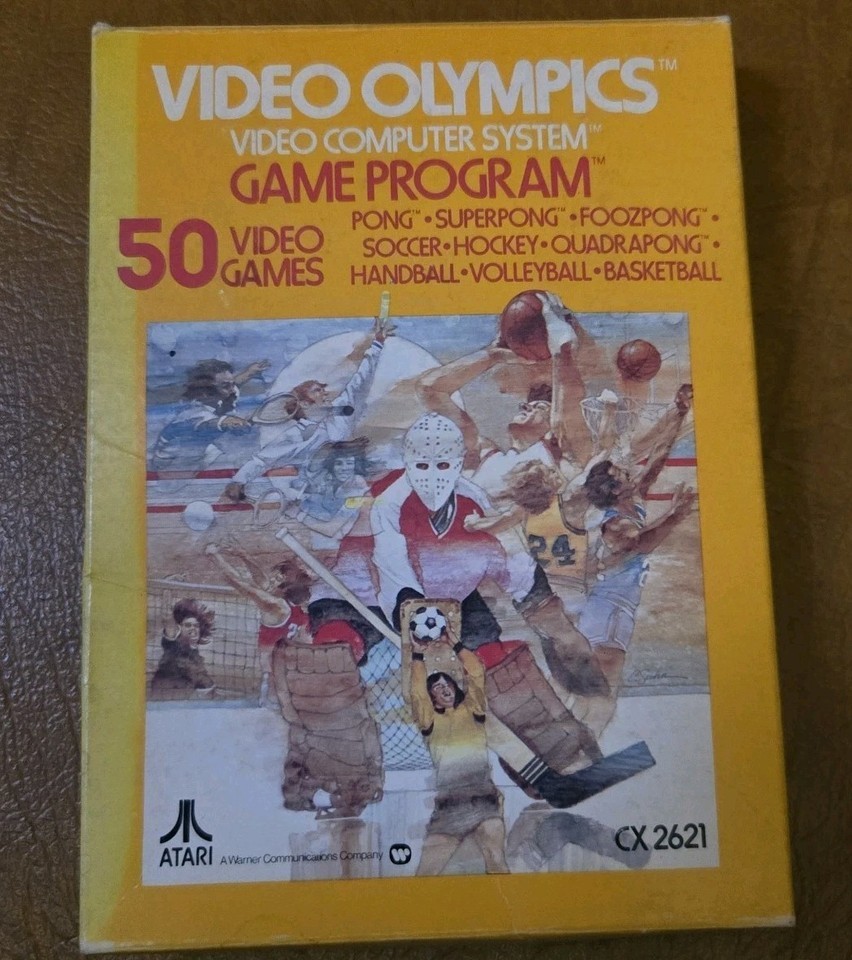 VIDEO OLYMPICS™
VIDEO COMPUTER SYSTEM™
GAME PROGRAM™
50 VIDEO GAMES
PONG™ • SUPERPONG™ • FOOZPONG™ •
SOCCER • HOCKEY • QUADRAPONG™ •
HANDBALL • VOLLEYBALL • BASKETBALL
24
ATARI A Warner Communications Company
CX 2621